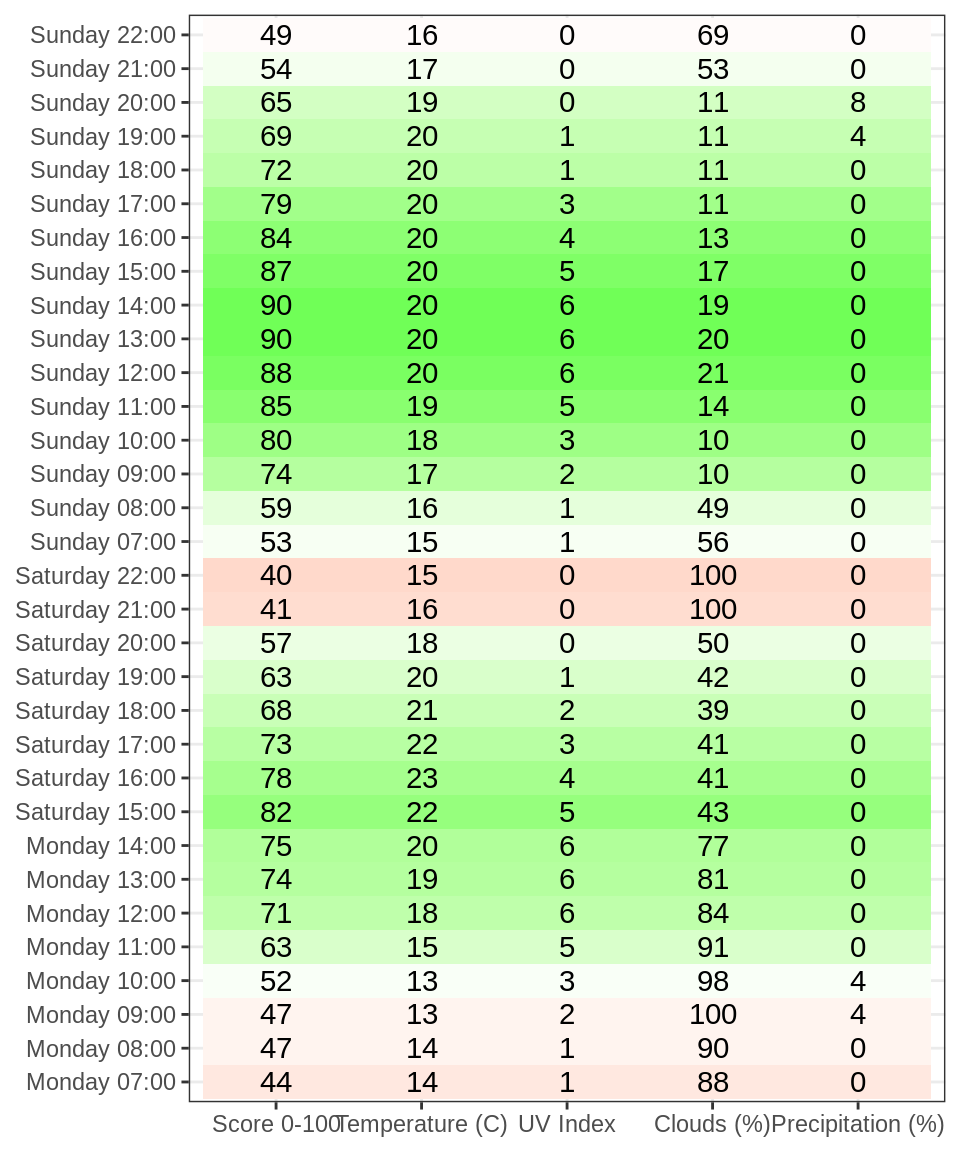 Sunday 22:00 49 16 0 69 0
Sunday 21:00 54 17 0 53 0
Sunday 20:00 65 19 0 11 8
Sunday 19:00 69 20 1 11 4
Sunday 18:00 72 20 1 11 0
Sunday 17:00 79 20 3 11 0
Sunday 16:00 84 20 4 13 0
Sunday 15:00 87 20 5 17 0
Sunday 14:00 90 20 6 19 0
Sunday 13:00 90 20 6 20 0
Sunday 12:00 88 20 6 21 0
Sunday 11:00 85 19 5 14 0
Sunday 10:00 80 18 3 10 0
Sunday 09:00 74 17 2 10 0
Sunday 08:00 59 16 1 49 0
Sunday 07:00 53 15 1 56 0
Saturday 22:00 40 15 0 100 0
Saturday 21:00 41 16 0 100 0
Saturday 20:00 57 18 0 50 0
Saturday 19:00 63 20 1 42 0
Saturday 18:00 68 21 2 39 0
Saturday 17:00 73 22 3 41 0
Saturday 16:00 78 23 4 41 0
Saturday 15:00 82 22 5 43 0
Monday 14:00 75 20 6 77 0
Monday 13:00 74 19 6 81 0
Monday 12:00 71 18 6 84 0
Monday 11:00 63 15 5 91 0
Monday 10:00 52 13 3 98 4
Monday 09:00 47 13 2 100 4
Monday 08:00 47 14 1 90 0
Monday 07:00 44 14 1 88 0
Score 0-100 Temperature (C) UV Index Clouds (%) Precipitation (%)